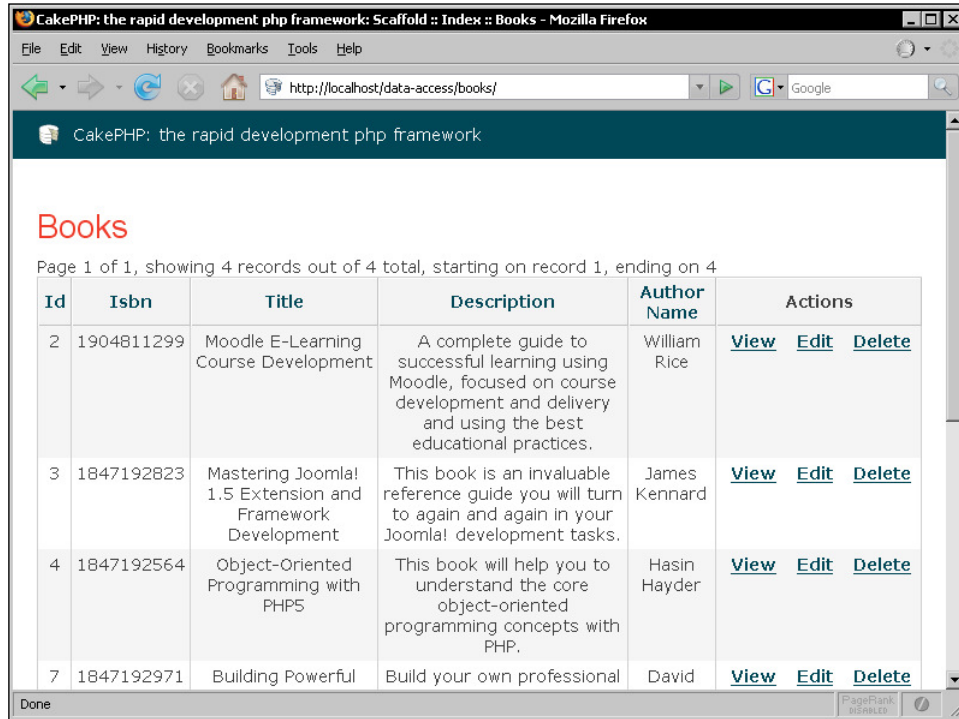 CakePHP: the rapid development php framework: Scaffold :: Index :: Books - Mozilla Firefox
File Edit View History Bookmarks Tools Help
http://localhost/data-access/books/ G Google
CakePHP: the rapid development php framework
Books
Page 1 of 1, showing 4 records out of 4 total, starting on record 1, ending on 4
Id Isbn Title Description Author Name Actions
2 1904811299 Moodle E-Learning A complete guide to William View Edit Delete
Course Development successful learning using Rice
Moodle, focused on course
development and delivery
and using the best
educational practices.
3 1847192823 Mastering Joomla! This book is an invaluable James View Edit Delete
1.5 Extension and reference guide you will turn Kennard
Framework to again and again in your
Development Joomla! development tasks.
4 1847192564 Object-Oriented This book will help you to Hasin View Edit Delete
Programming with understand the core Hayder
PHP5 object-oriented
programming concepts with
PHP.
7 1847192971 Building Powerful Build your own professional David View Edit Delete
Done PageRank
DISABLED